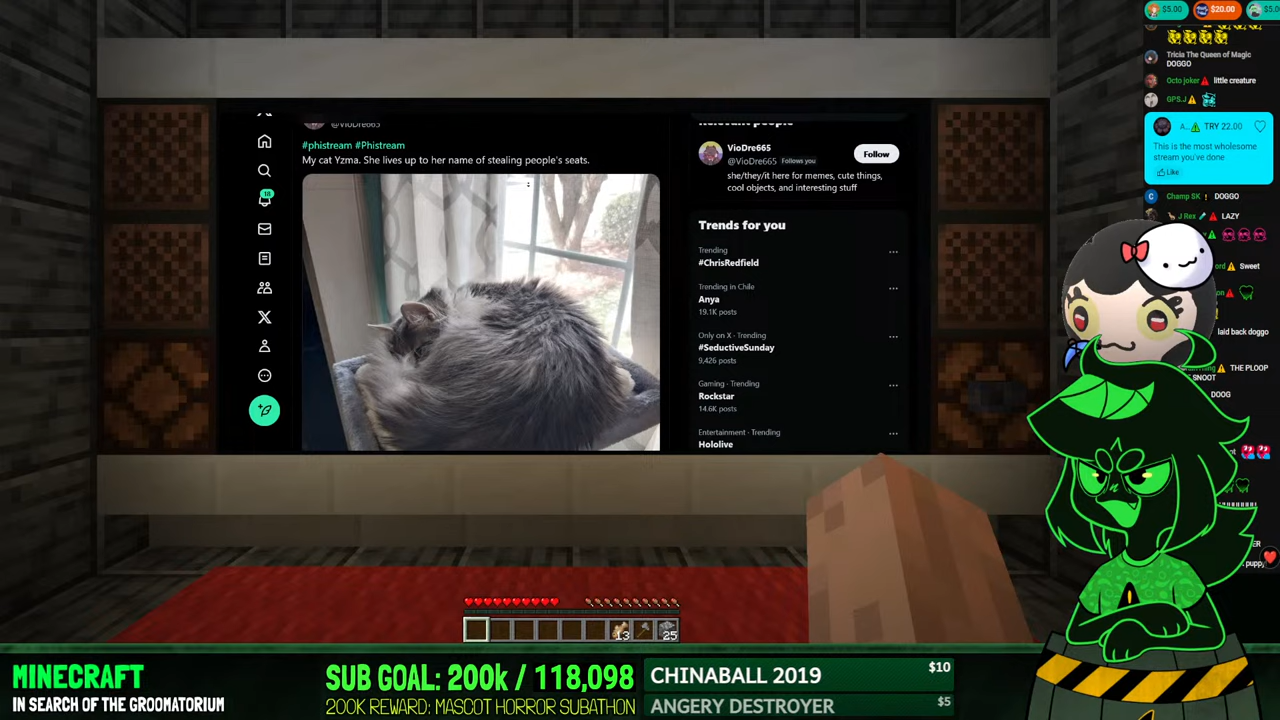 @VioDre665
#phistream #Phistream
My cat Yzma. She lives up to her name of stealing people's seats.
Relevant people
VioDre665
@VioDre665 Follows you
Follow
she/they/it here for memes, cute things,
cool objects, and interesting stuff
Trends for you
Trending
#ChrisRedfield
Trending in Chile
Anya
19.1K posts
Only on X · Trending
#SeductiveSunday
9,426 posts
Gaming · Trending
Rockstar
14.6K posts
Entertainment · Trending
Hololive
18
13
25
$5.00
$20.00
Tricia The Queen of Magic
DOGGO
Octo joker little creature
GPS.J
A... TRY 22.00
This is the most wholesome
stream you've done
Like
Champ SK DOGGO
J Rex LAZY
Sweet
laid back doggo
THE PLOOP
SNOOT
DOOG
MINECRAFT
IN SEARCH OF THE GROOMATORIUM
SUB GOAL: 200k / 118,098
200K REWARD: MASCOT HORROR SUBATHON
CHINABALL 2019 $10
ANGERY DESTROYER $5